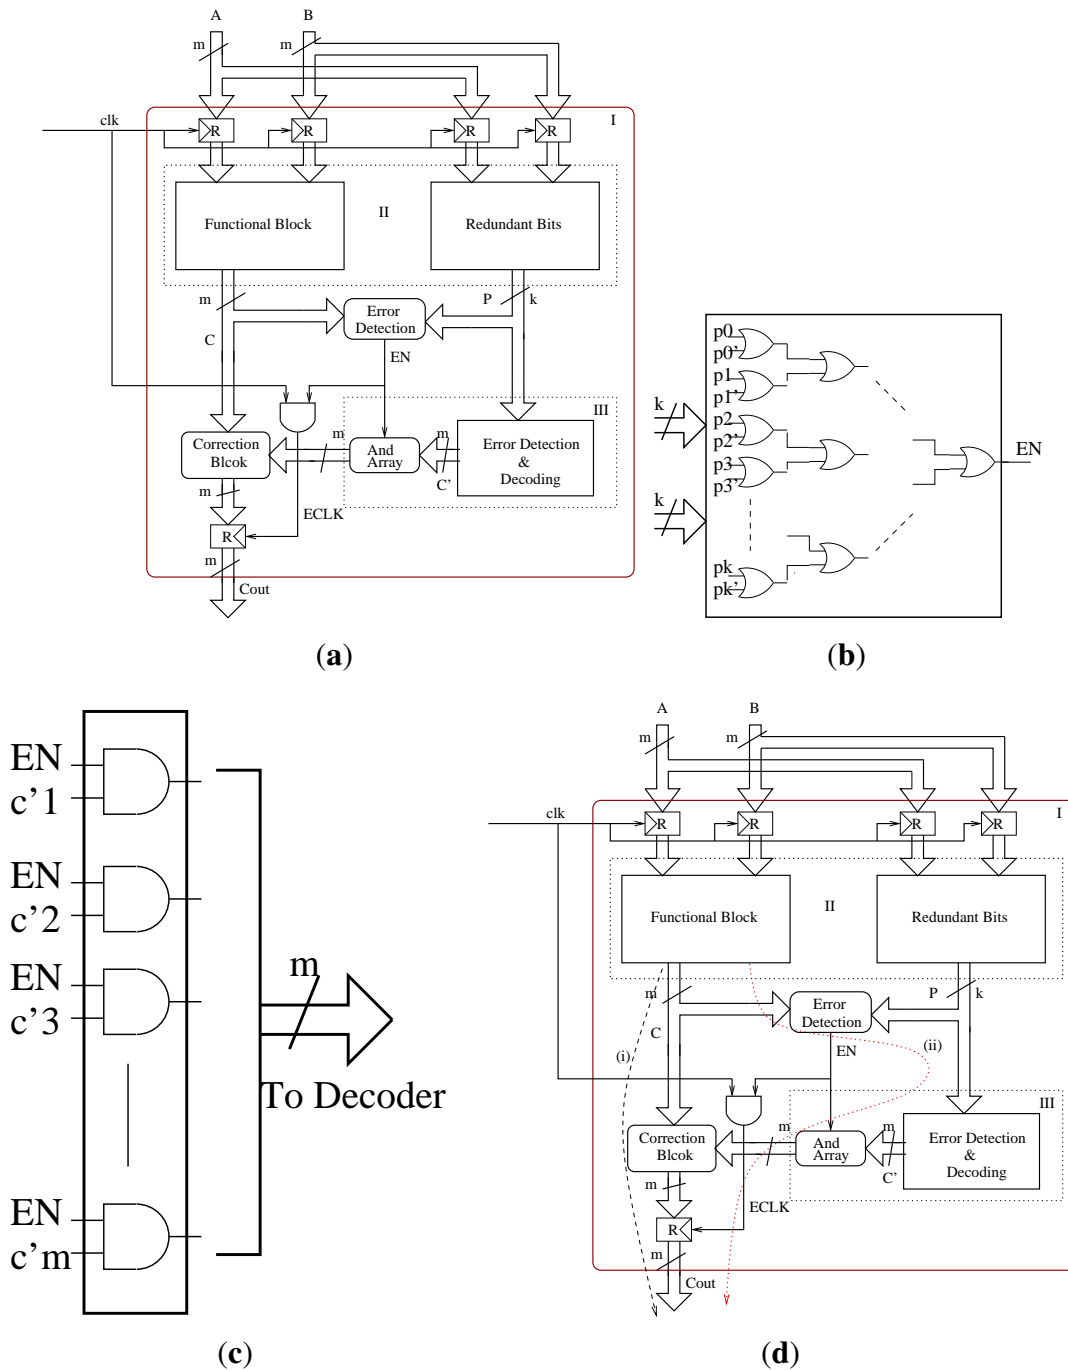 A B
m m
clk I
R R R R
Functional Block II Redundant Bits
m P k
Error
Detection
C
EN
III
Correction
Blcok
m
And
Array
m
C'
Error Detection
&
Decoding
m
ECLK
R
m
Cout
(a)
p0
p0'
p1
p1'
k
p2
p2'
p3
p3'
EN
k
pk
pk'
(b)
EN
c'1
EN
c'2
EN
c'3
m
To Decoder
EN
c'm
(c)
A B
m m
clk I
R R R R
Functional Block II Redundant Bits
m P k
Error
Detection
C
(i)
EN
(ii)
III
Correction
Blcok
m
And
Array
m
C'
Error Detection
&
Decoding
m
ECLK
R
m
Cout
(d)